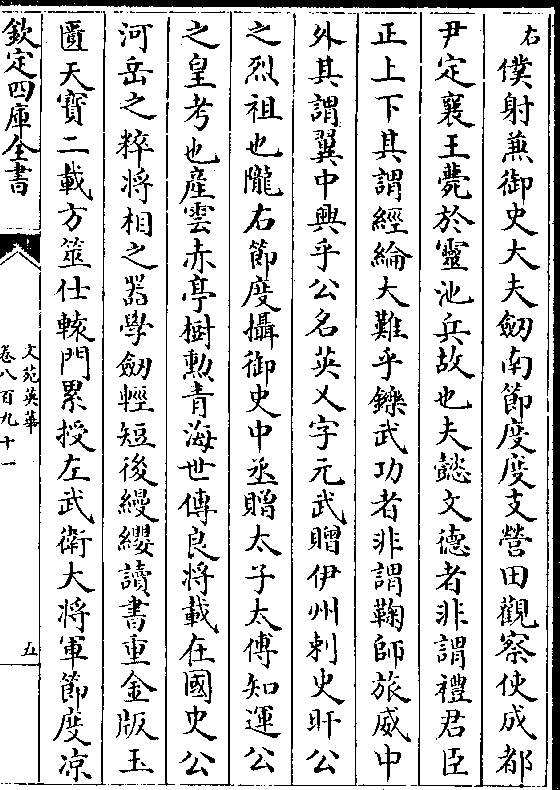 右僕射兼御史大夫劒南節度度支營田觀察使成都
尹定襄王薨於靈池兵故也夫懿文德者非謂禮君臣
正上下其謂經綸大難乎鑠武功者非謂鞠師旅威中
外其謂翼中興乎公名英乂字元武贈伊州刺史㫟公
之烈祖也隴右節度攝御史中丞贈太子太傅知運公
之皇考也產雲赤亭樹勲青海世傳良將載在國史公
河岳之粹將相之器學劒輕短後縵纓讀書重金版玉
匱天寶二載方筮仕轅門累授左武衛大將軍節度凉
欽定四庫全書
文苑英華
卷八百九十一
五